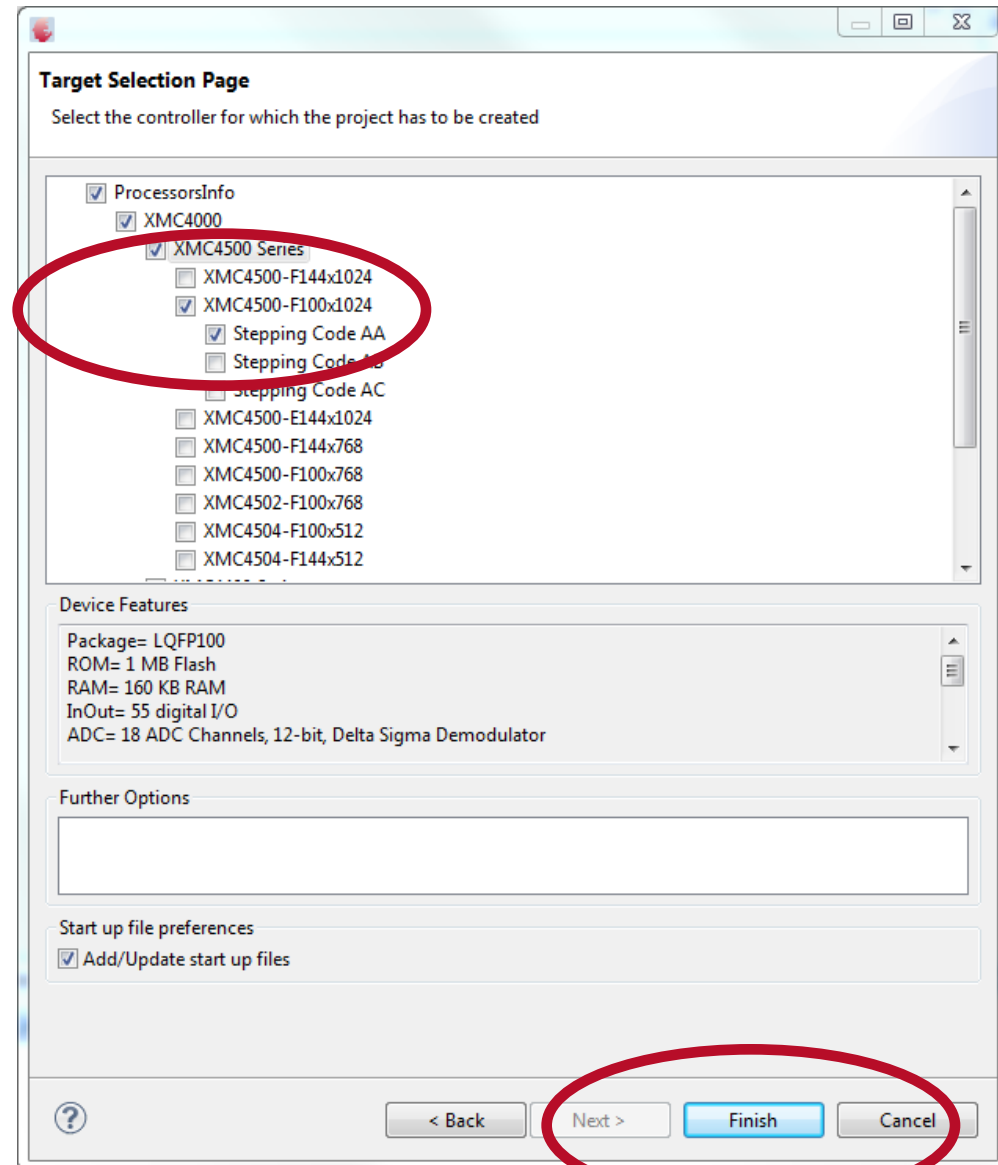 Target Selection Page
Select the controller for which the project has to be created
ProcessorsInfo
XMC4000
XMC4500 Series
XMC4500-F144x1024
XMC4500-F100x1024
Stepping Code AA
Stepping Code AB
Stepping Code AC
XMC4500-E144x1024
XMC4500-F144x768
XMC4500-F100x768
XMC4502-F100x768
XMC4504-F100x512
XMC4504-F144x512
Device Features
Package= LQFP100
ROM= 1 MB Flash
RAM= 160 KB RAM
InOut= 55 digital I/O
ADC= 18 ADC Channels, 12-bit, Delta Sigma Demodulator
Further Options
Start up file preferences
Add/Update start up files
? < Back Next > Finish Cancel